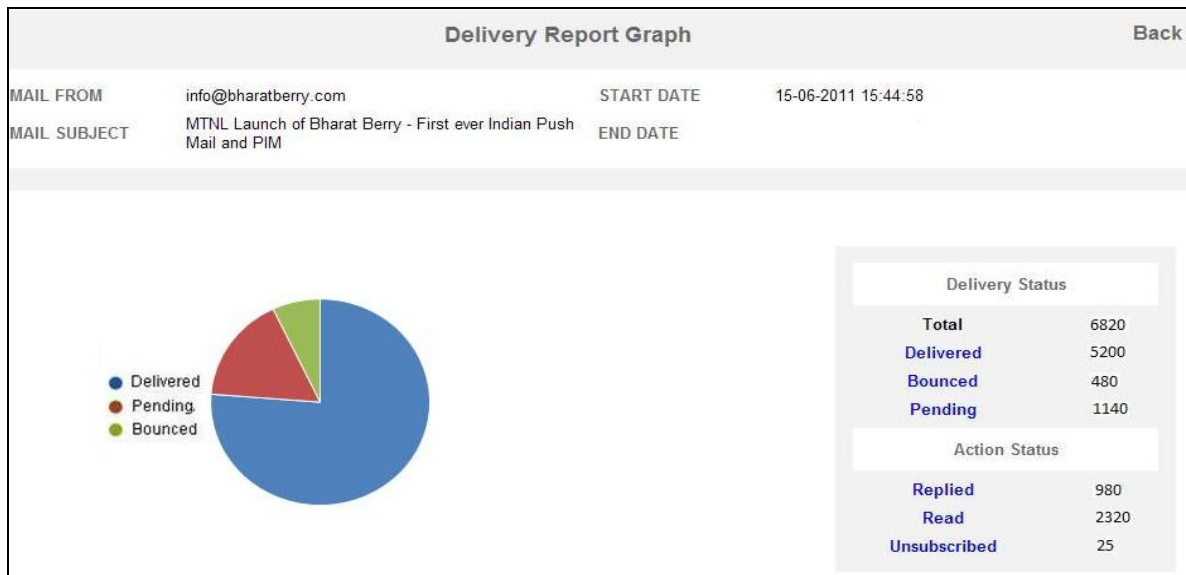 Delivery Report Graph Back
MAIL FROM info@bharatberry.com START DATE 15-06-2011 15:44:58
MAIL SUBJECT MTNL Launch of Bharat Berry - First ever Indian Push
Mail and PIM END DATE
Delivered
Pending.
Bounced
Delivery Status
Total 6820
Delivered 5200
Bounced 480
Pending 1140
Action Status
Replied 980
Read 2320
Unsubscribed 25